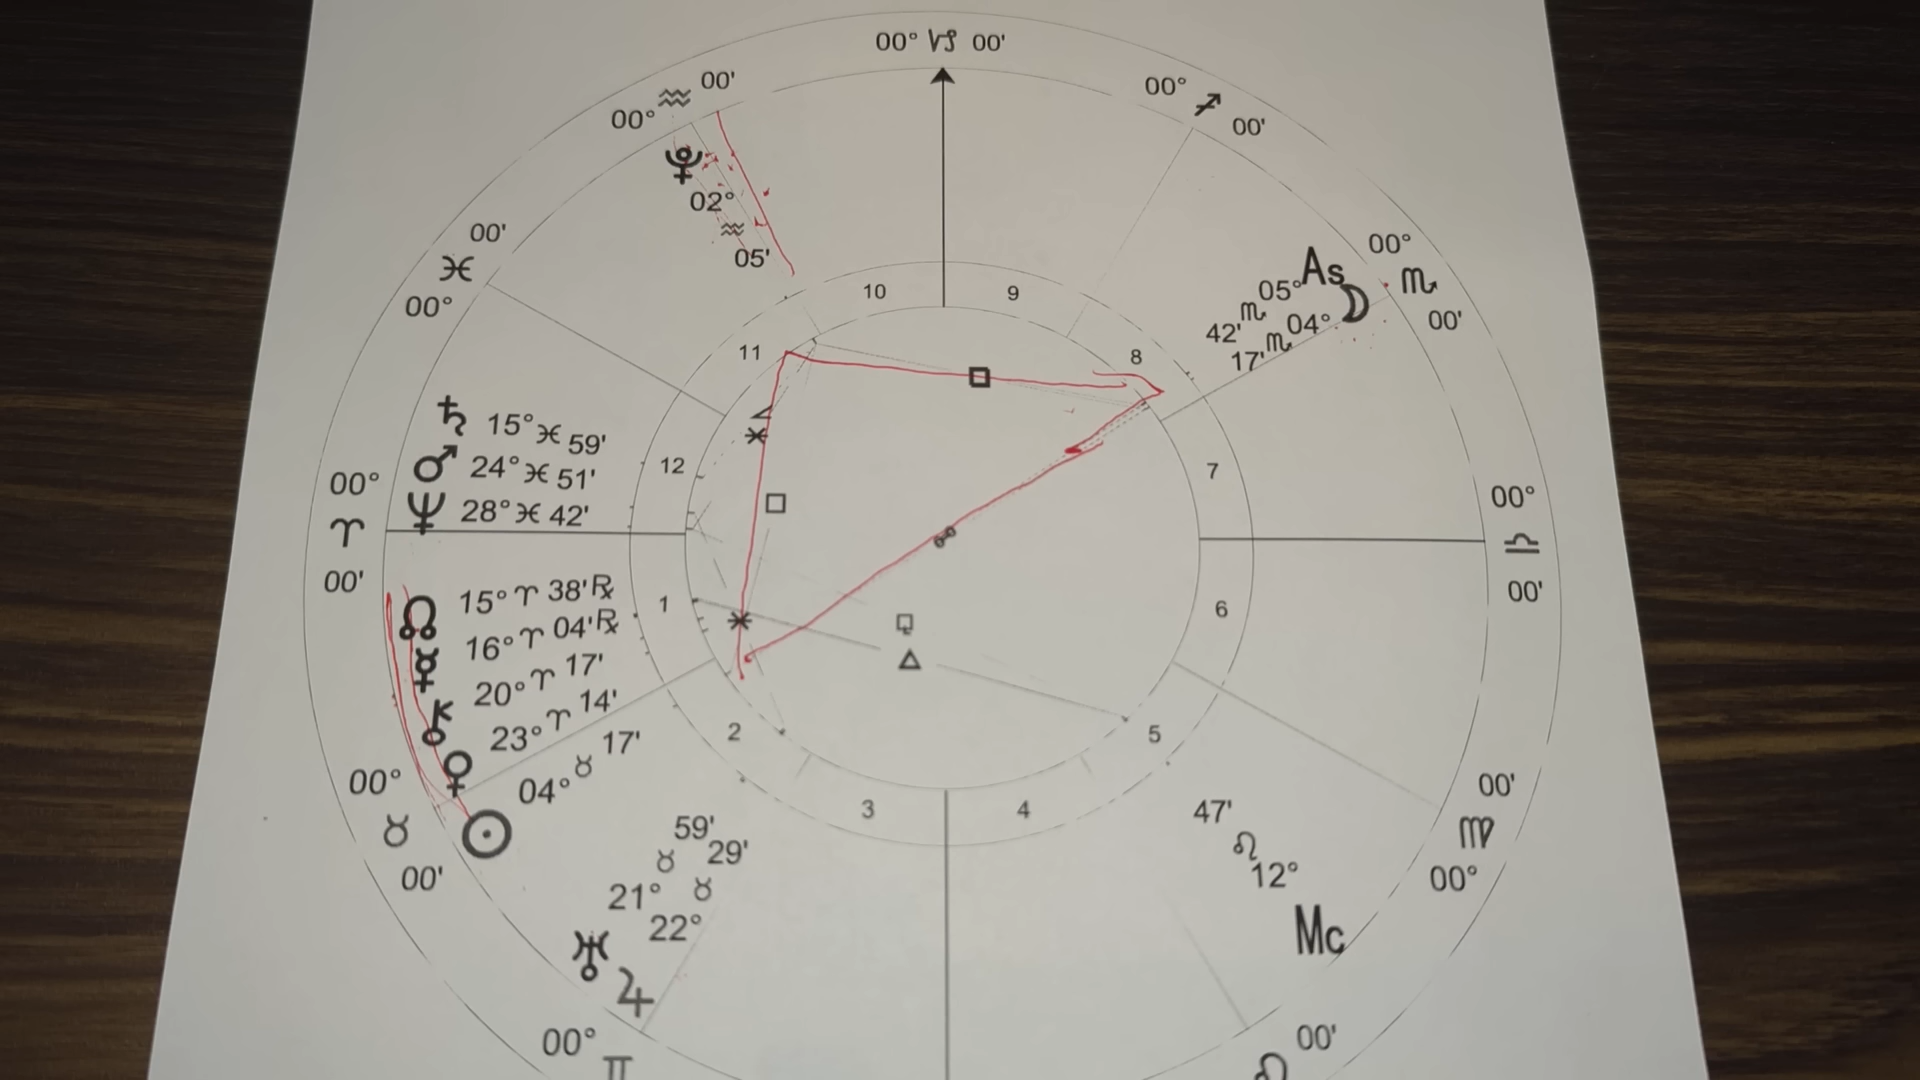 00° ♑ 00'
00° ♒ 00'
00° ♐ 00'
♇ 02° ♒ 05'
00' ♓ 00°
00° ♏ 00'
As 05° ♏ 42'
☽ 04° ♏ 17'
10 9
11 8
12 7
1 6
2 5
3 4
♄ 15° ♓ 59'
♂ 24° ♓ 51'
♆ 28° ♓ 42'
00° ♈ 00'
00° ♎ 00'
☊ 15° ♈ 38' ℞
☿ 16° ♈ 04' ℞
⚷ 20° ♈ 17'
♀ 23° ♈ 14'
☉ 04° ♉ 17'
00° ♉ 00'
00' ♍ 00°
♅ 21° ♉ 59'
♃ 22° ♉ 29'
47' ♌ 12° Mc
00° ♊
♌ 00'